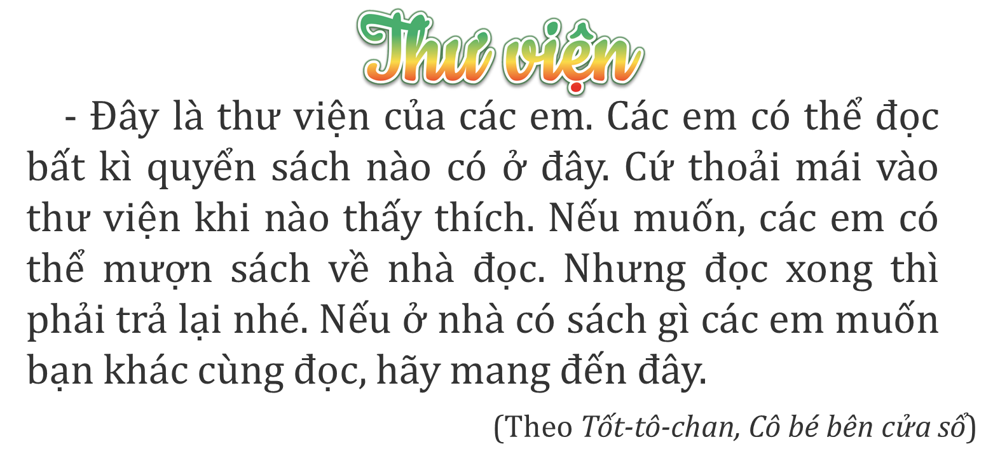 Thư viện
- Đây là thư viện của các em. Các em có thể đọc
bất kì quyển sách nào có ở đây. Cứ thoải mái vào
thư viện khi nào thấy thích. Nếu muốn, các em có
thể mượn sách về nhà đọc. Nhưng đọc xong thì
phải trả lại nhé. Nếu ở nhà có sách gì các em muốn
bạn khác cùng đọc, hãy mang đến đây.
(Theo Tốt-tô-chan, Cô bé bên cửa sổ)